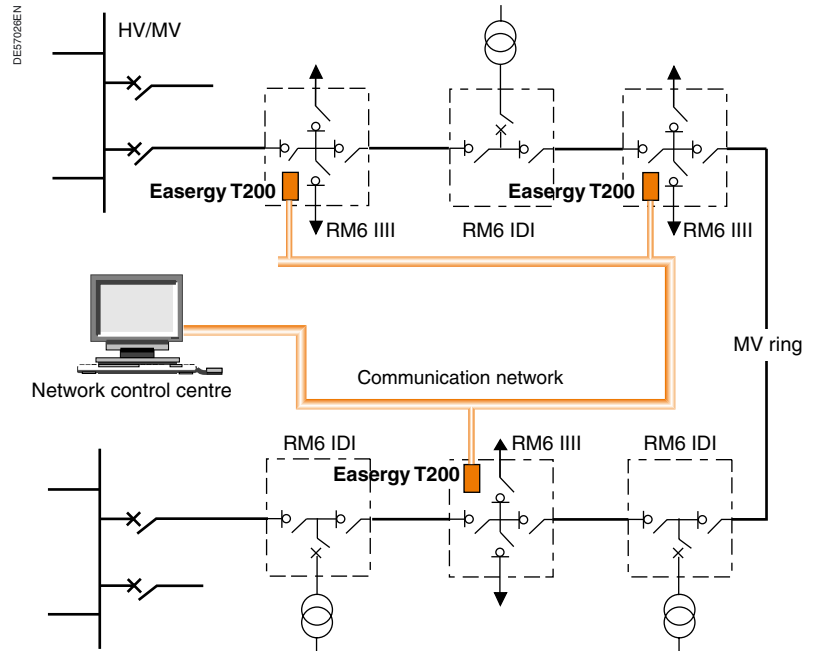 DE57026EN
HV/MV
Easergy T200
Easergy T200
RM6 IIII
RM6 IDI
RM6 IIII
MV ring
Network control centre
Communication network
RM6 IDI
RM6 IIII
RM6 IDI
Easergy T200